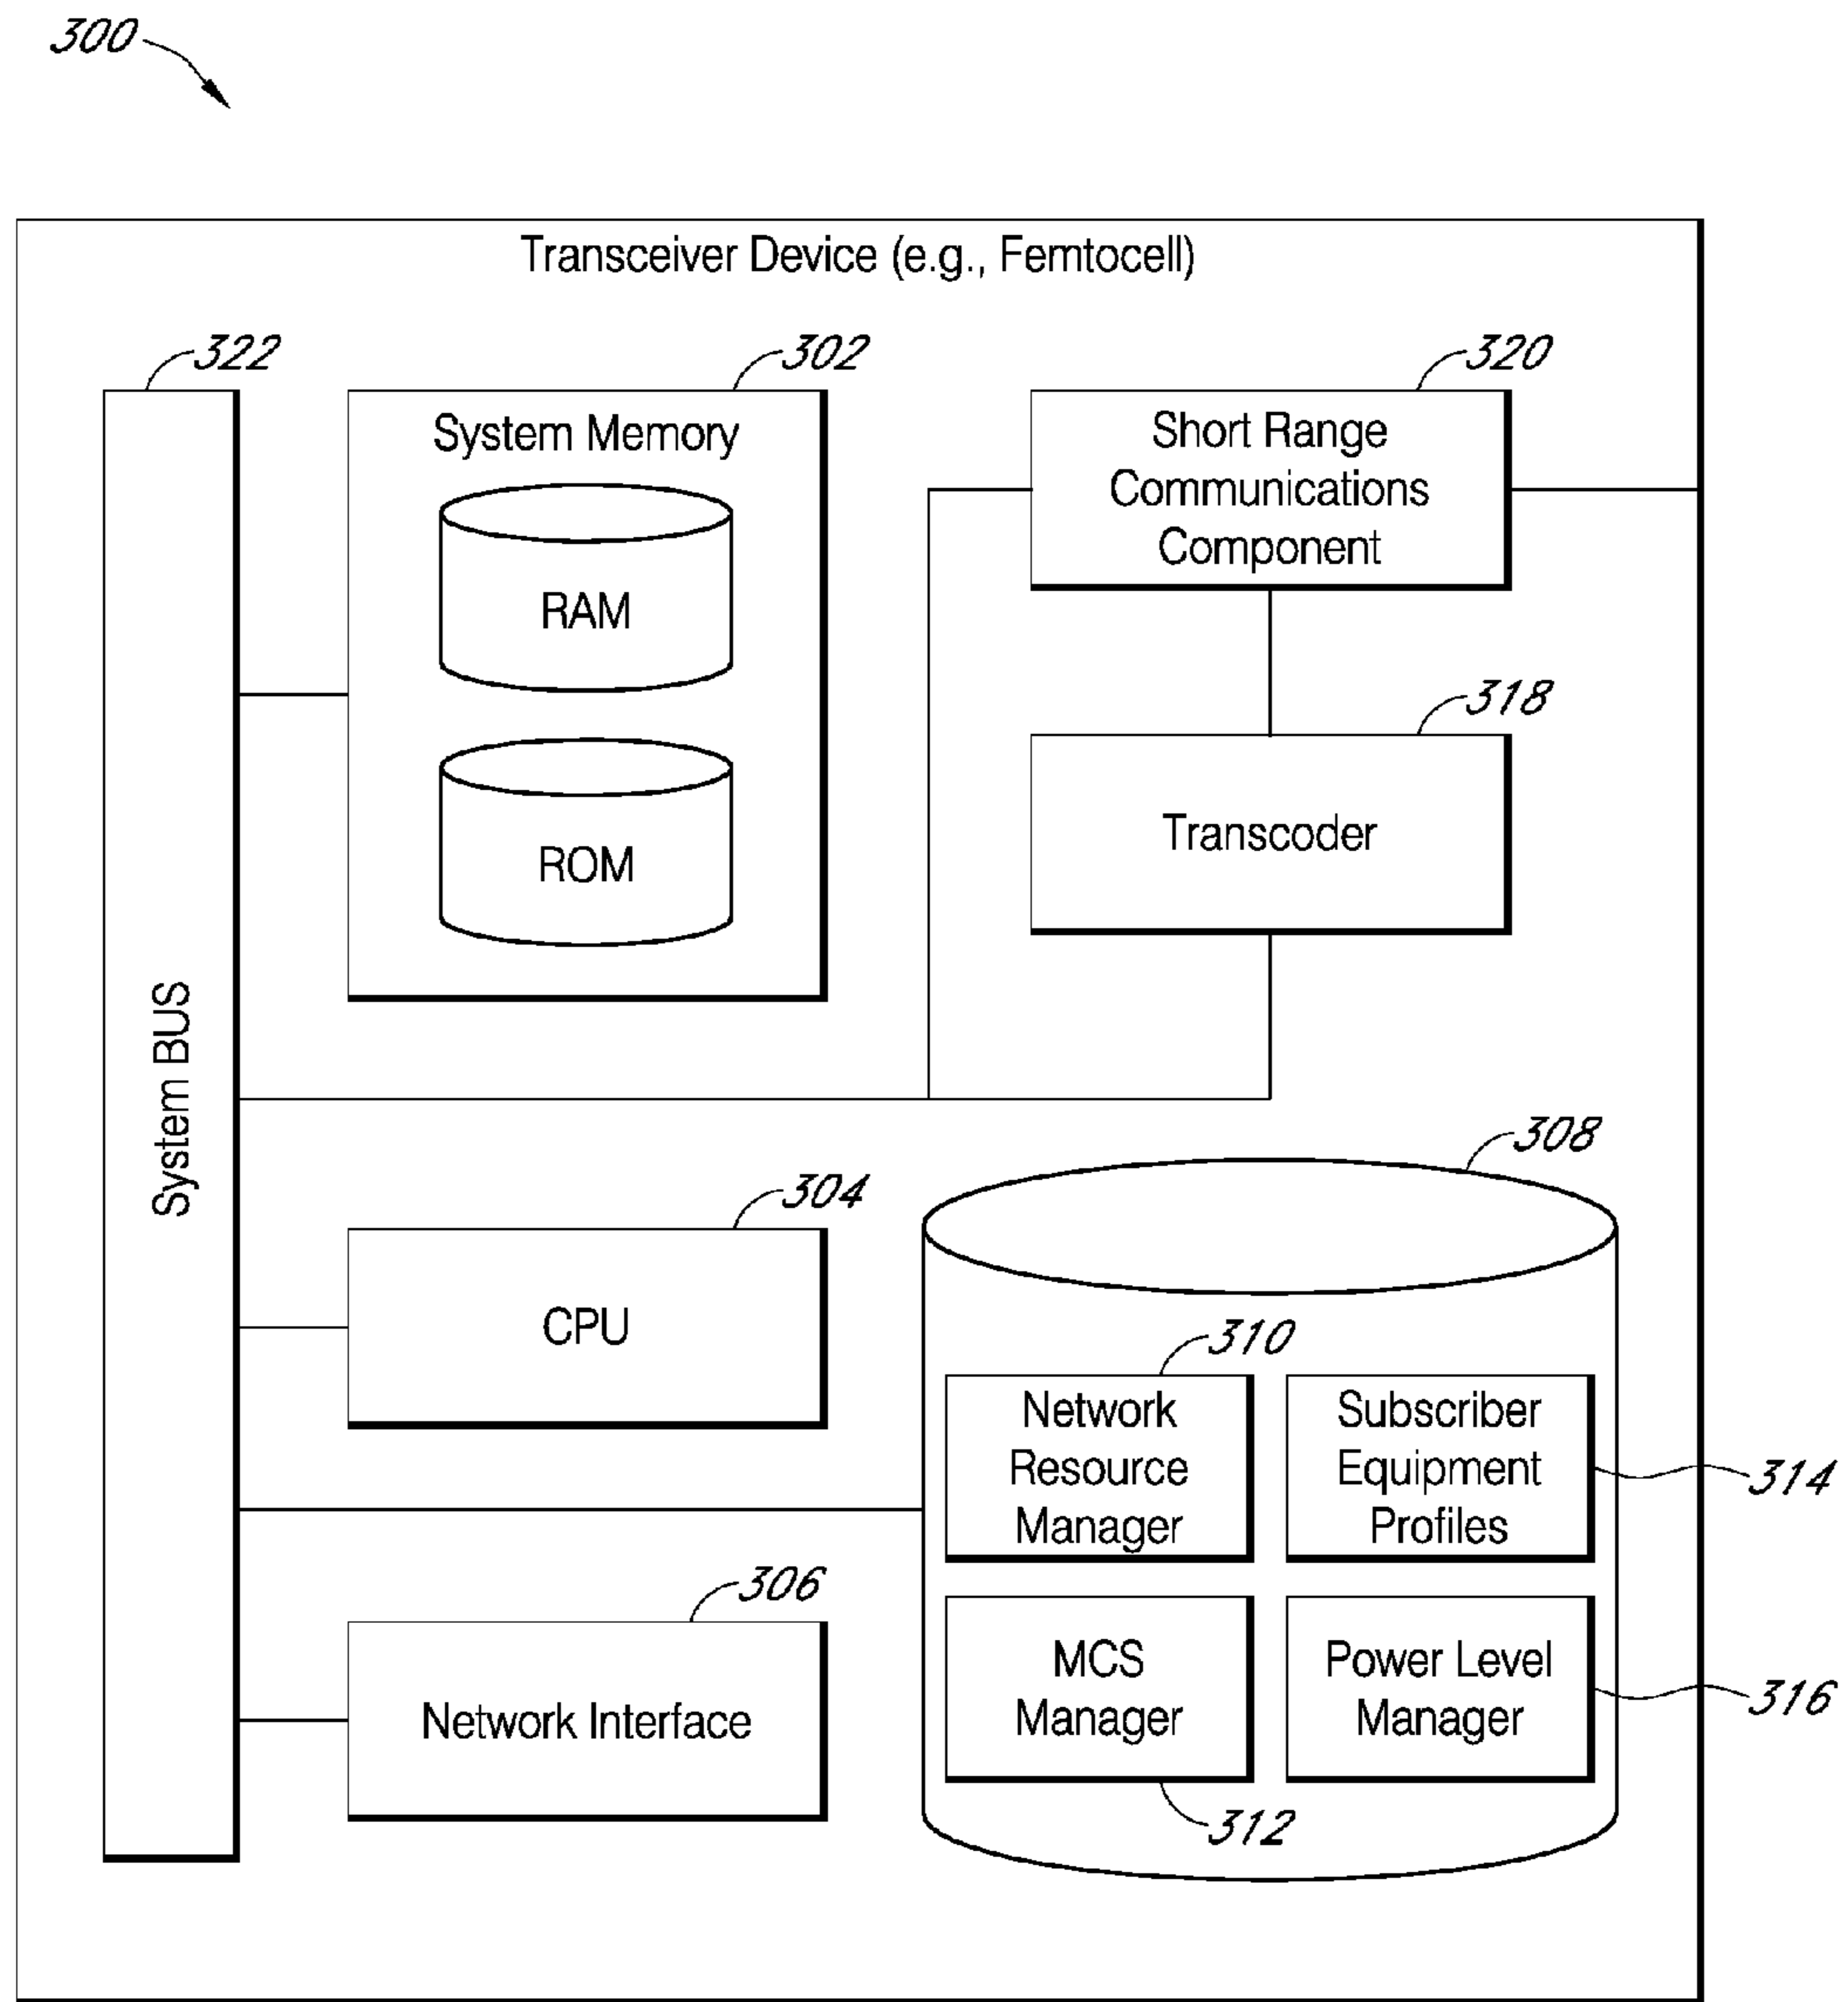 300
Transceiver Device (e.g., Femtocell)
322
302
320
System Memory
RAM
ROM
Short Range
Communications
Component
318
Transcoder
System BUS
304
CPU
308
310
Network
Resource
Manager
Subscriber
Equipment
Profiles
314
306
Network Interface
MCS
Manager
312
Power Level
Manager
316